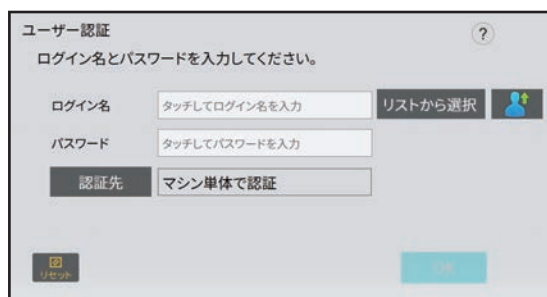 ユーザー認証
?
ログイン名とパスワードを入力してください。
ログイン名 タッチしてログイン名を入力 リストから選択
パスワード タッチしてパスワードを入力
認証先 マシン単体で認証
リセット OK